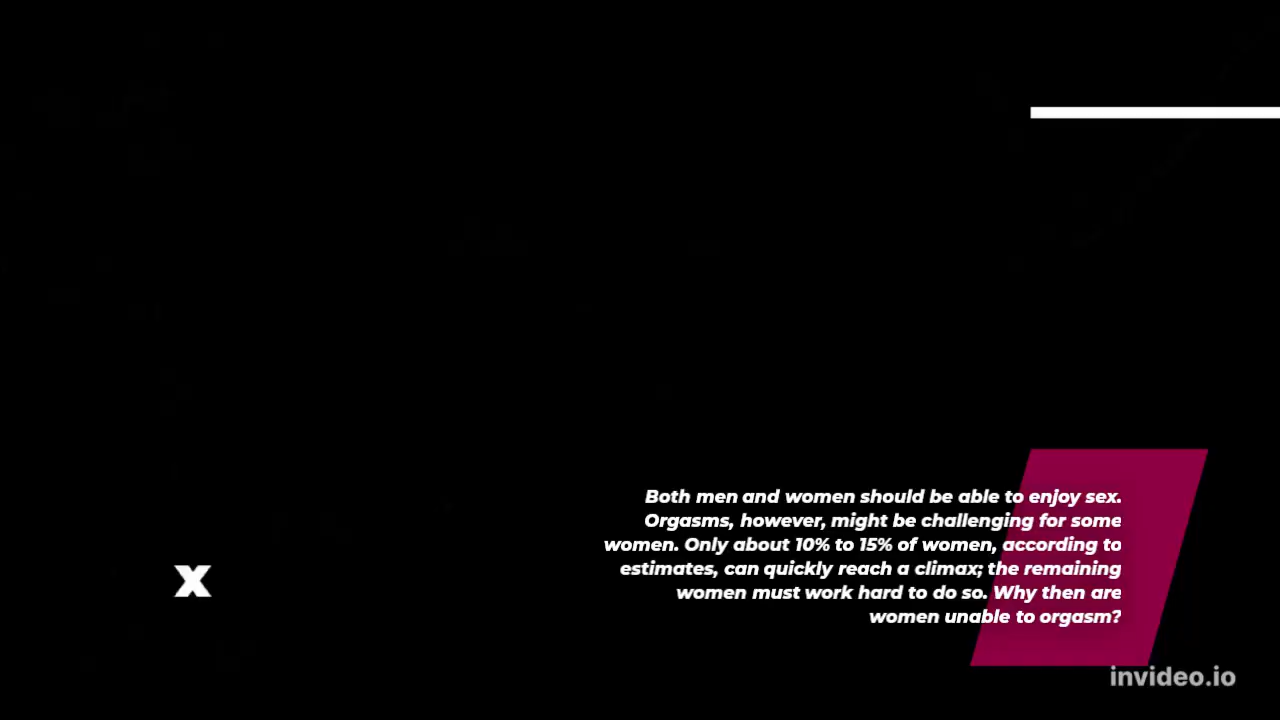 Both men and women should be able to enjoy sex.
Orgasms, however, might be challenging for some
women. Only about 10% to 15% of women, according to
estimates, can quickly reach a climax; the remaining
women must work hard to do so. Why then are
women unable to orgasm?
X
invideo.io